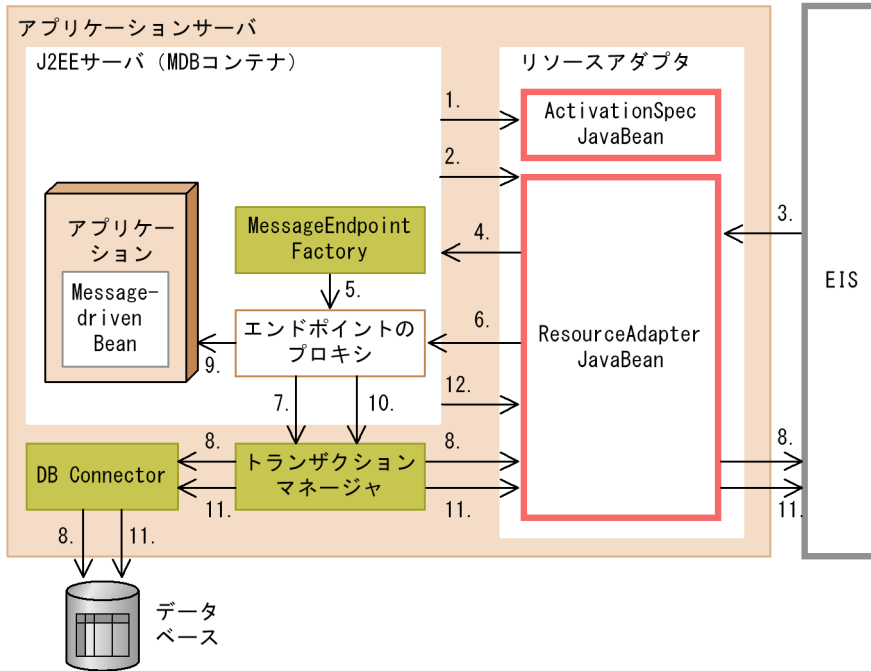 アプリケーションサーバ
J2EEサーバ（MDBコンテナ）
リソースアダプタ
1.
ActivationSpec
JavaBean
2.
アプリケー
ション
Message-
driven
Bean
MessageEndpoint
Factory
4.
3.
EIS
5.
エンドポイントの
プロキシ
6.
ResourceAdapter
JavaBean
9.
7.
10.
12.
DB Connector
8.
11.
トランザクション
マネージャ
8.
11.
8.
11.
8.
11.
データ
ベース